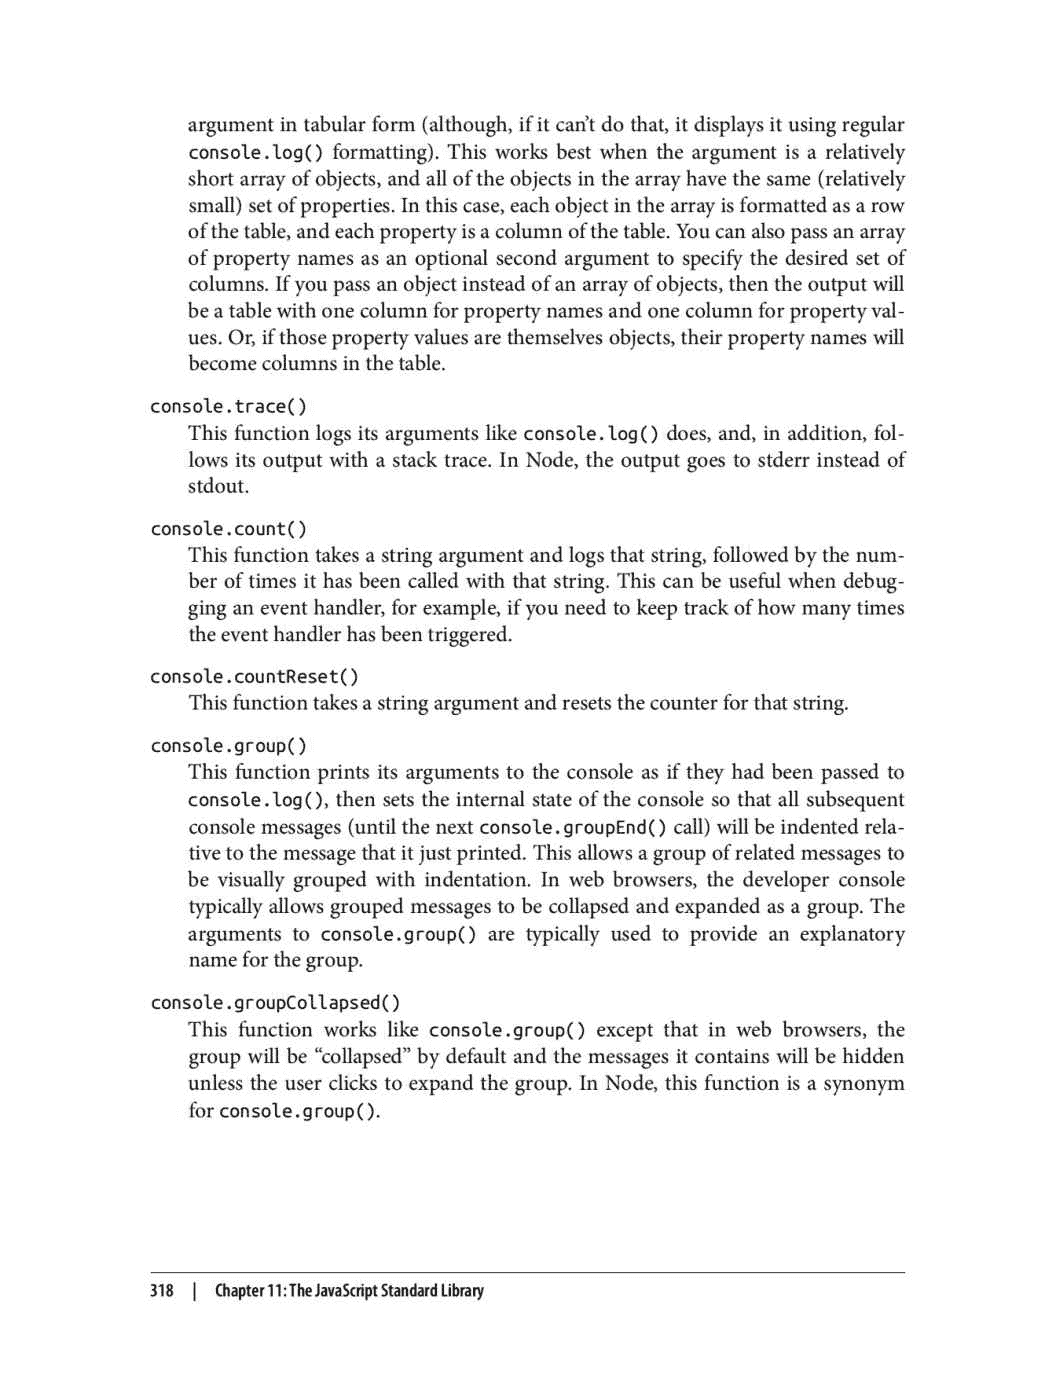 argument in tabular form (although, if it can’t do that, it displays it using regular
console.log() formatting). This works best when the argument is a relatively
short array of objects, and all of the objects in the array have the same (relatively
small) set of properties. In this case, each object in the array is formatted as a row
of the table, and each property is a column of the table. You can also pass an array
of property names as an optional second argument to specify the desired set of
columns. If you pass an object instead of an array of objects, then the output will
be a table with one column for property names and one column for property val-
ues. Or, if those property values are themselves objects, their property names will
become columns in the table.
console.trace()
This function logs its arguments like console.log() does, and, in addition, fol-
lows its output with a stack trace. In Node, the output goes to stderr instead of
stdout.
console.count()
This function takes a string argument and logs that string, followed by the num-
ber of times it has been called with that string. This can be useful when debug-
ging an event handler, for example, if you need to keep track of how many times
the event handler has been triggered.
console.countReset()
This function takes a string argument and resets the counter for that string.
console.group()
This function prints its arguments to the console as if they had been passed to
console.log(), then sets the internal state of the console so that all subsequent
console messages (until the next console.groupEnd() call) will be indented rela-
tive to the message that it just printed. This allows a group of related messages to
be visually grouped with indentation. In web browsers, the developer console
typically allows grouped messages to be collapsed and expanded as a group. The
arguments to console.group() are typically used to provide an explanatory
name for the group.
console.groupCollapsed()
This function works like console.group() except that in web browsers, the
group will be “collapsed” by default and the messages it contains will be hidden
unless the user clicks to expand the group. In Node, this function is a synonym
for console.group().
318 | Chapter 11: The JavaScript Standard Library